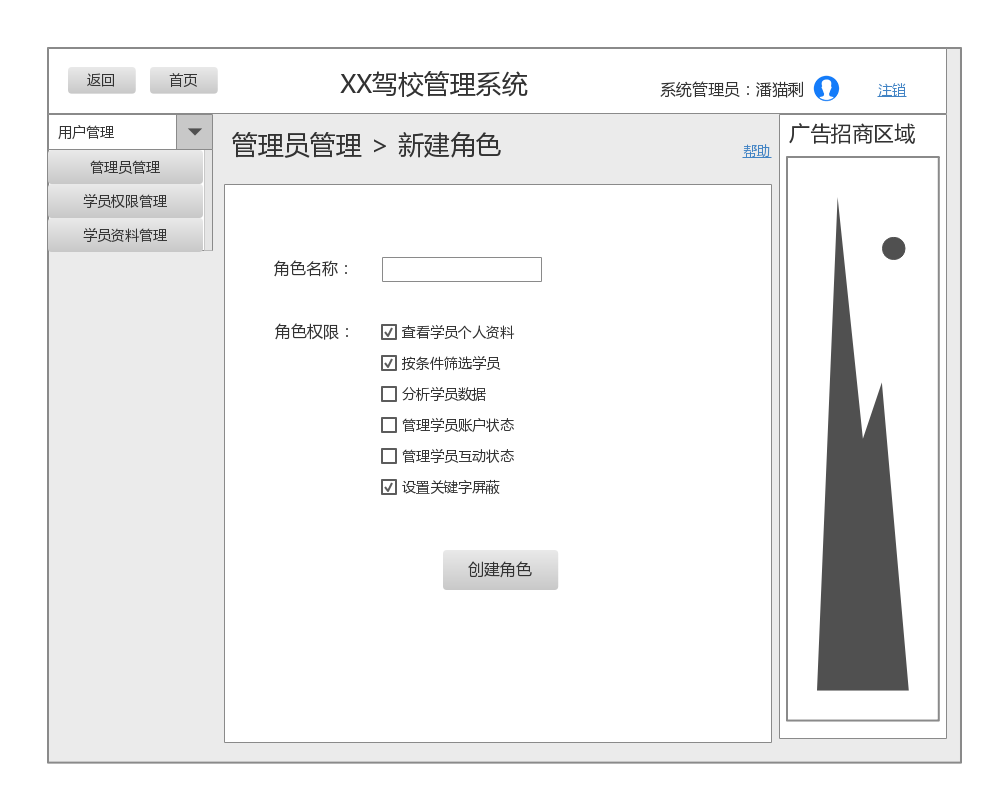 返回
首页
XX驾校管理系统
系统管理员：潘猫剩
注销
用户管理
管理员管理
学员权限管理
学员资料管理
管理员管理 > 新建角色
帮助
角色名称：
角色权限：
查看学员个人资料
按条件筛选学员
分析学员数据
管理学员账户状态
管理学员互动状态
设置关键字屏蔽
创建角色
广告招商区域